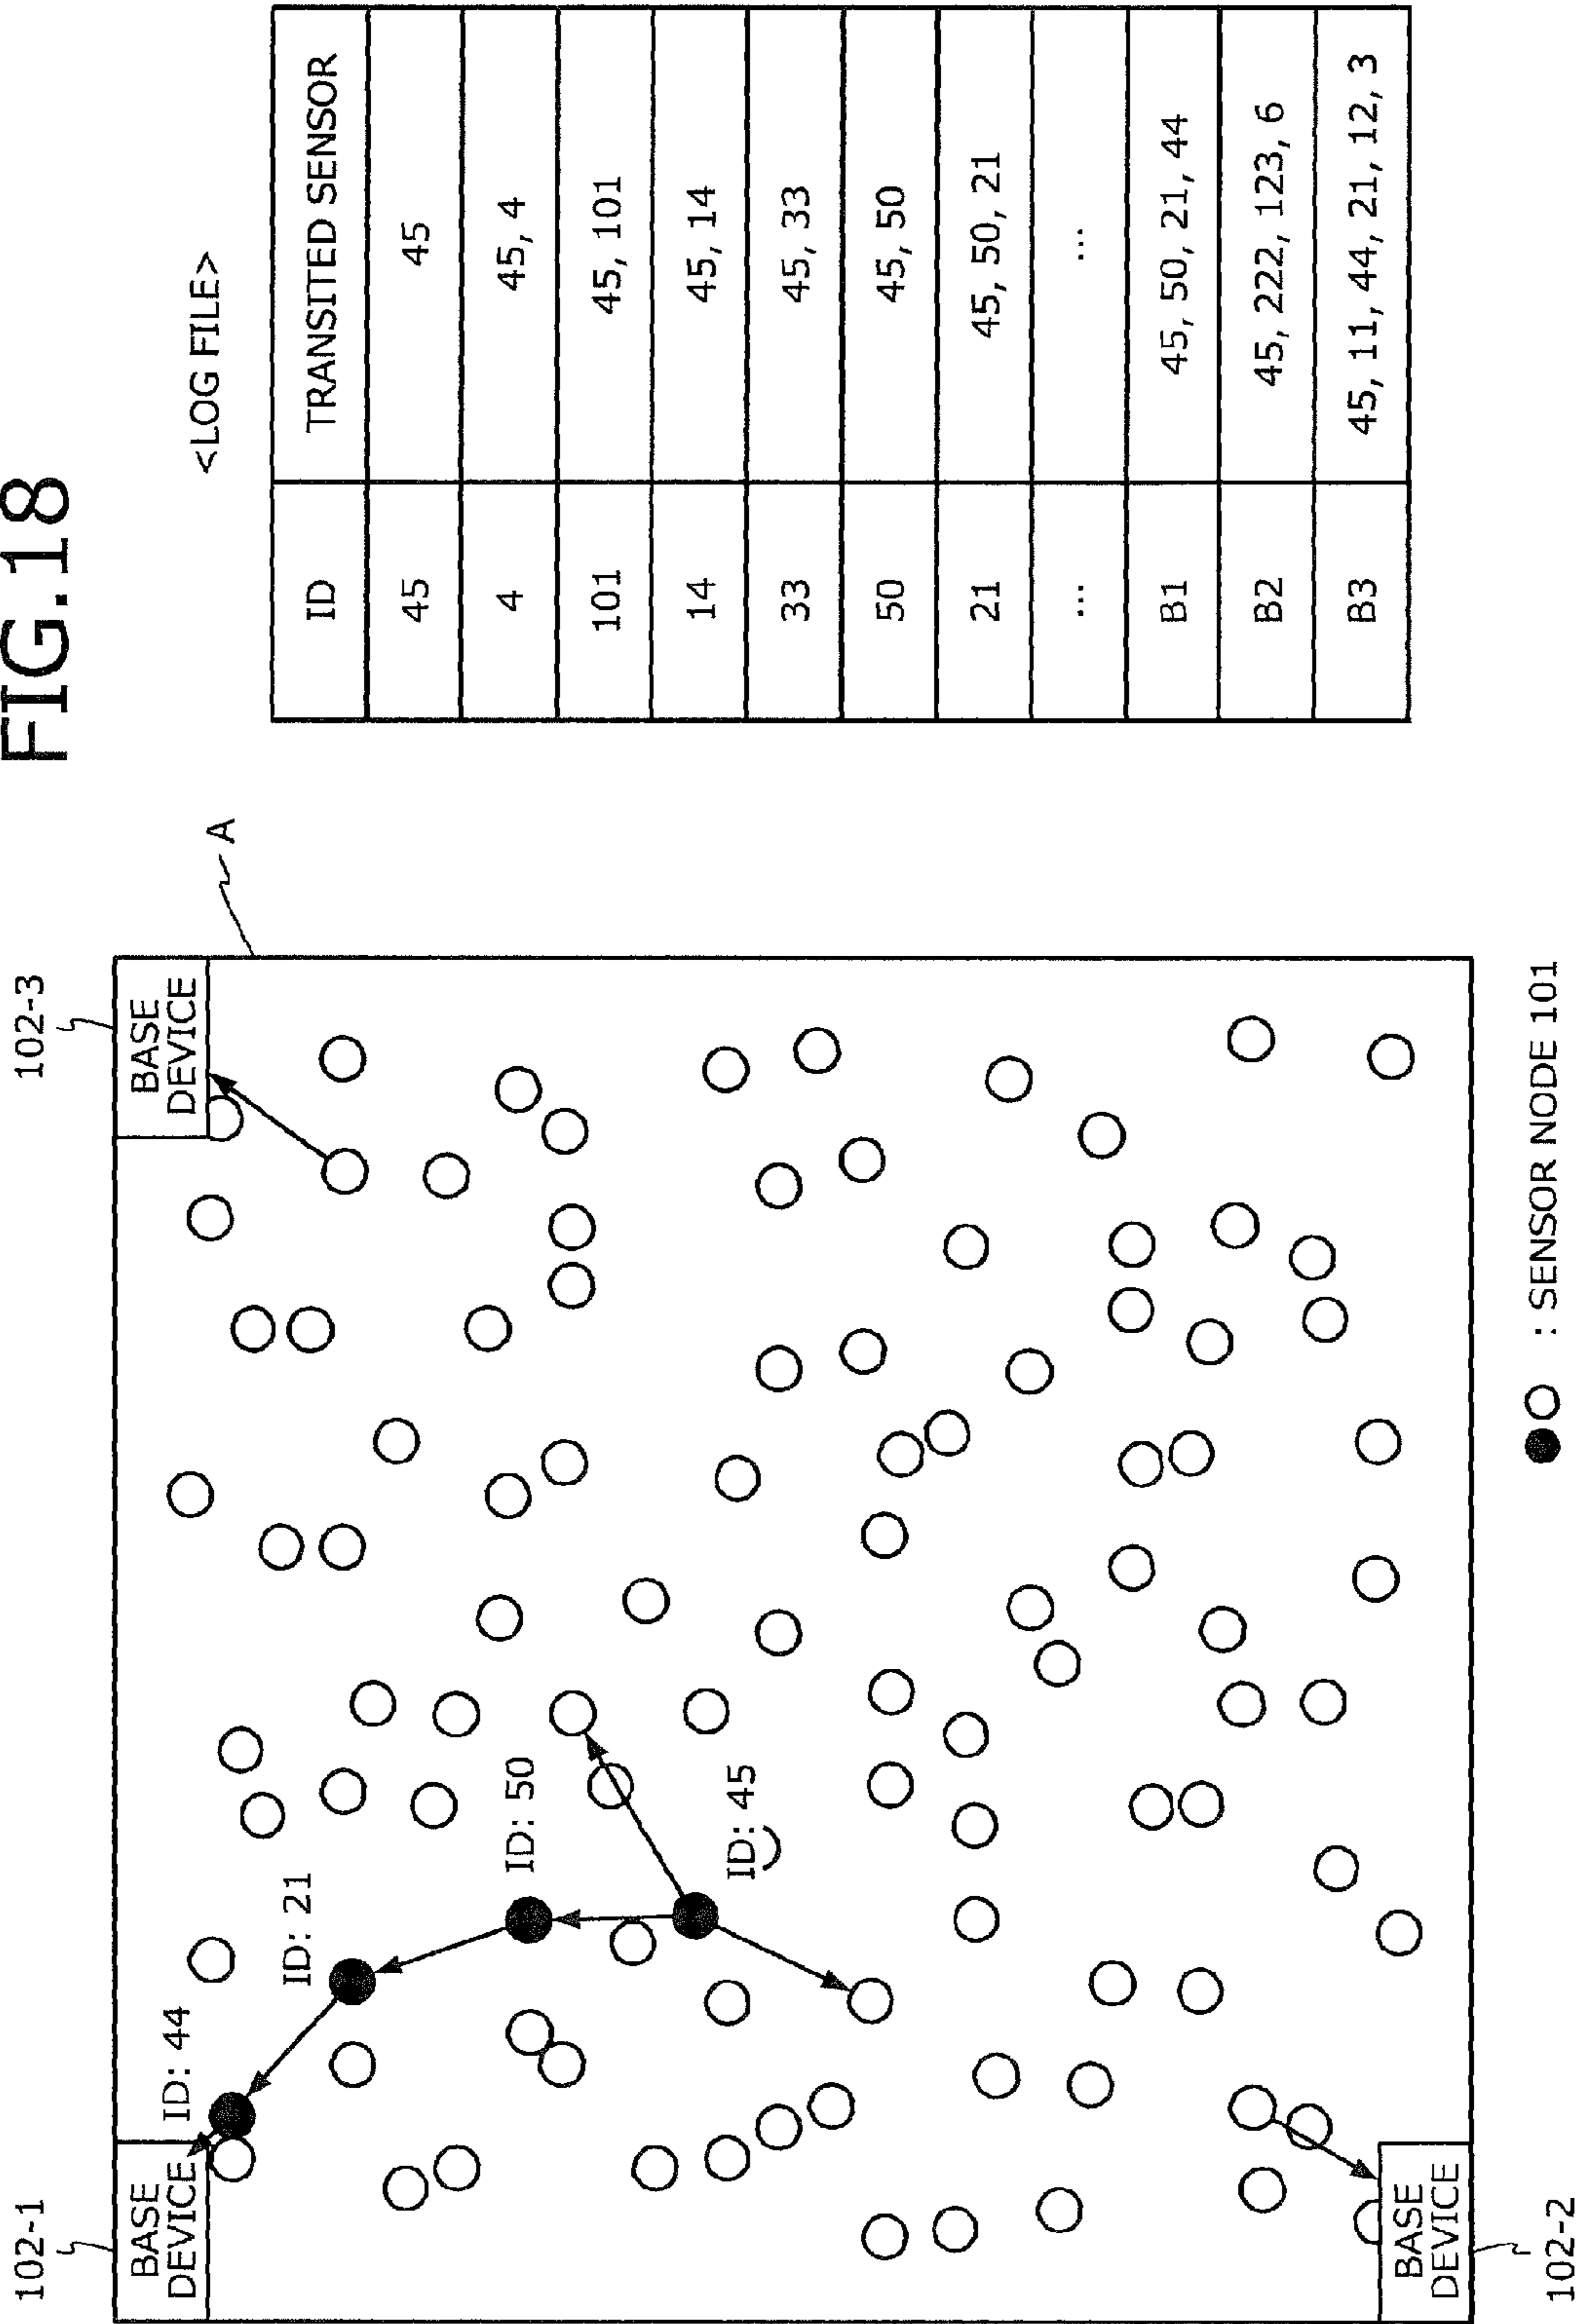 FIG.18
102-1
BASE
DEVICE
102-3
BASE
DEVICE
A
ID: 44
ID: 21
ID: 50
ID: 45
BASE
DEVICE
102-2
: SENSOR NODE 101
<LOG FILE>
ID TRANSITED SENSOR
45 45
4 45, 4
101 45, 101
14 45, 14
33 45, 33
50 45, 50
21 45, 50, 21
... ...
B1 45, 50, 21, 44
B2 45, 222, 123, 6
B3 45, 11, 44, 21, 12, 3